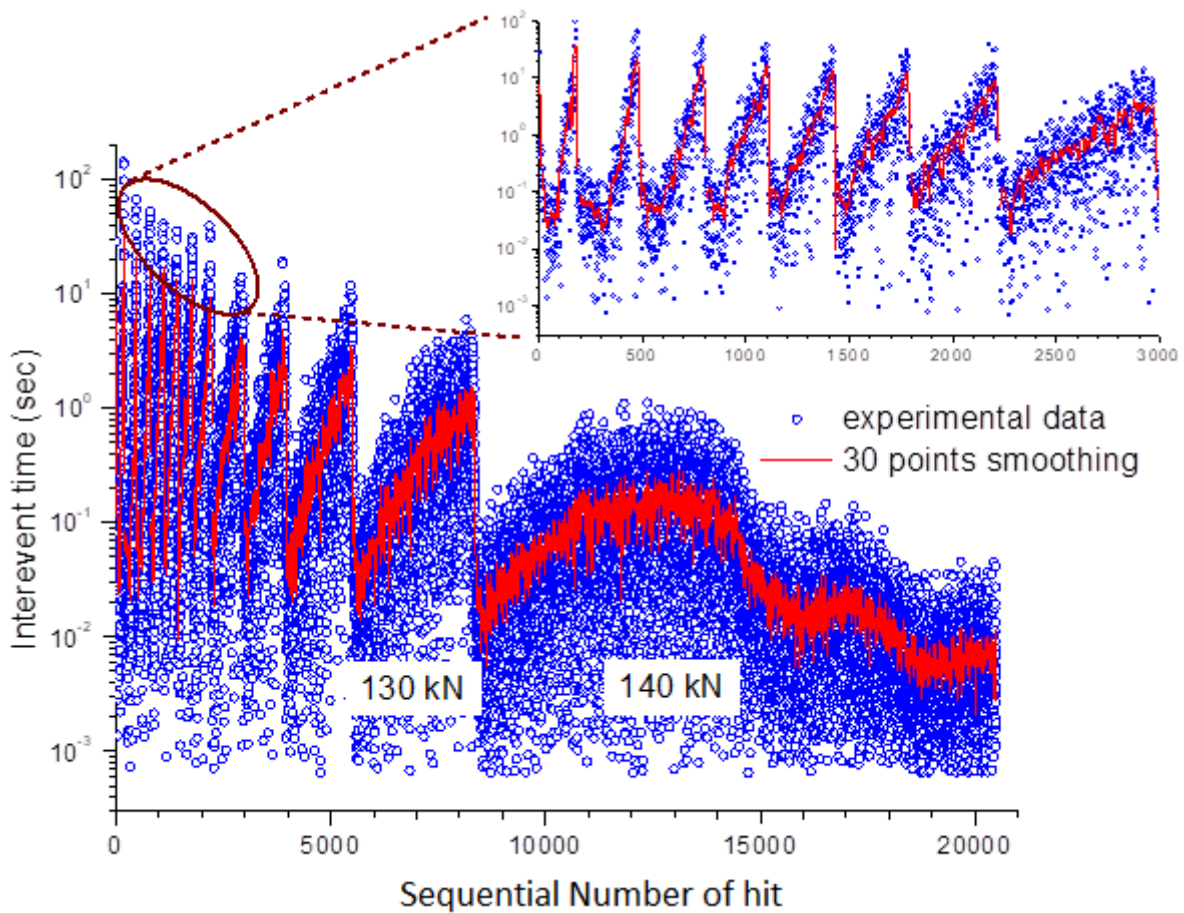 10²
10¹
10⁰
10⁻¹
10⁻²
10⁻³
0 500 1000 1500 2000 2500 3000
10²
10¹
10⁰
10⁻¹
10⁻²
10⁻³
Interevent time (sec)
experimental data
30 points smoothing
130 kN
140 kN
0 5000 10000 15000 20000
Sequential Number of hit